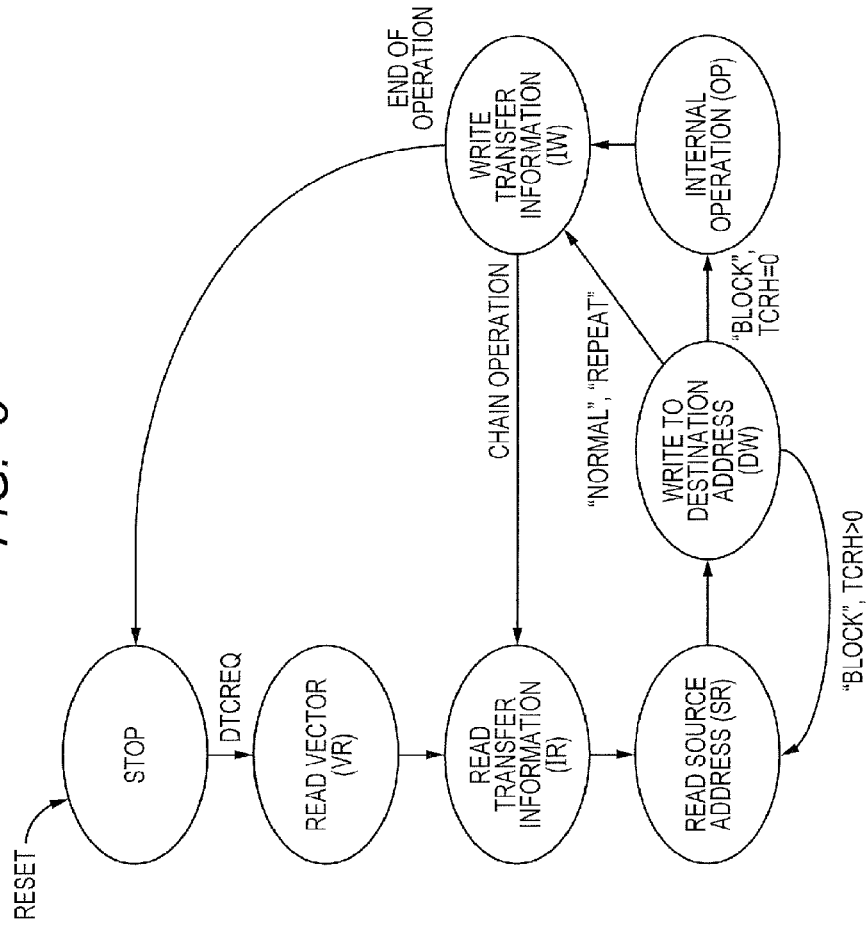 FIG. 6
RESET
STOP
DTCREQ
READ VECTOR
(VR)
READ
TRANSFER
INFORMATION
(IR)
READ SOURCE
ADDRESS (SR)
END OF
OPERATION
WRITE
TRANSFER
INFORMATION
(IW)
CHAIN OPERATION
"NORMAL", "REPEAT"
WRITE TO
DESTINATION
ADDRESS
(DW)
"BLOCK",
TCRH=0
INTERNAL
OPERATION (OP)
"BLOCK", TCRH>0